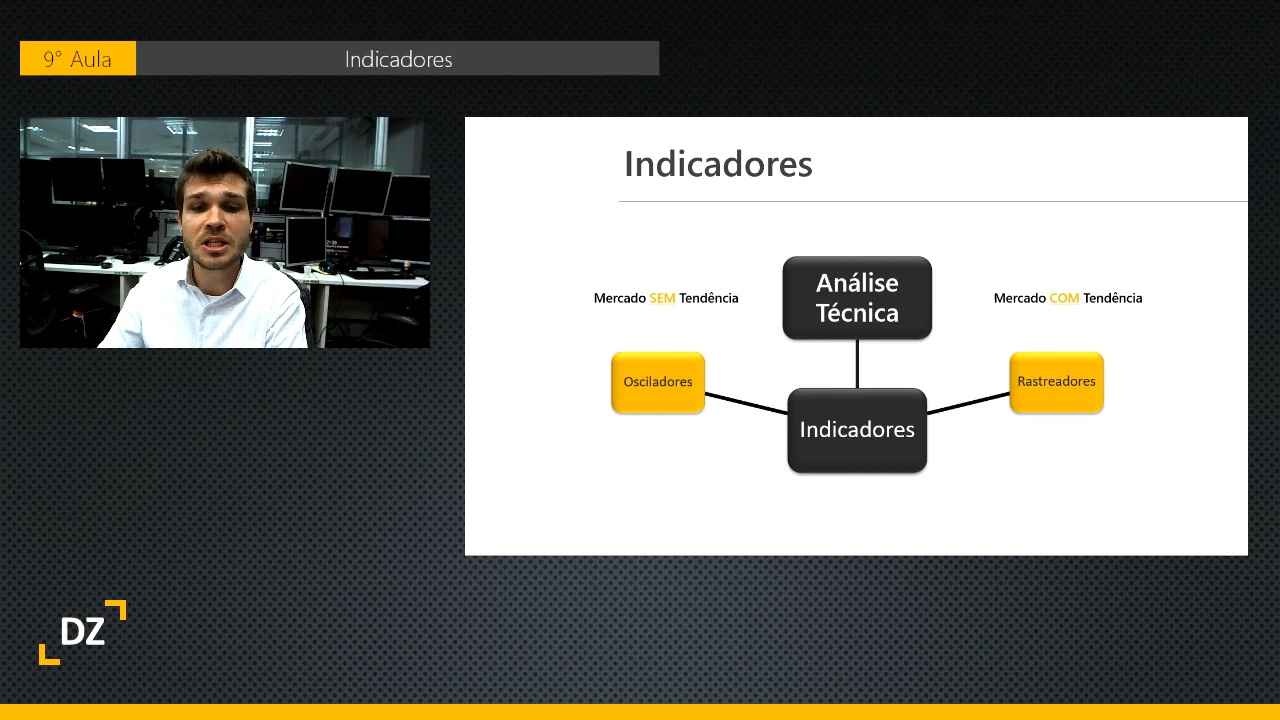 9° Aula
Indicadores
Indicadores
Análise
Técnica
Mercado SEM Tendência
Mercado COM Tendência
Osciladores
Rastreadores
Indicadores
DZ